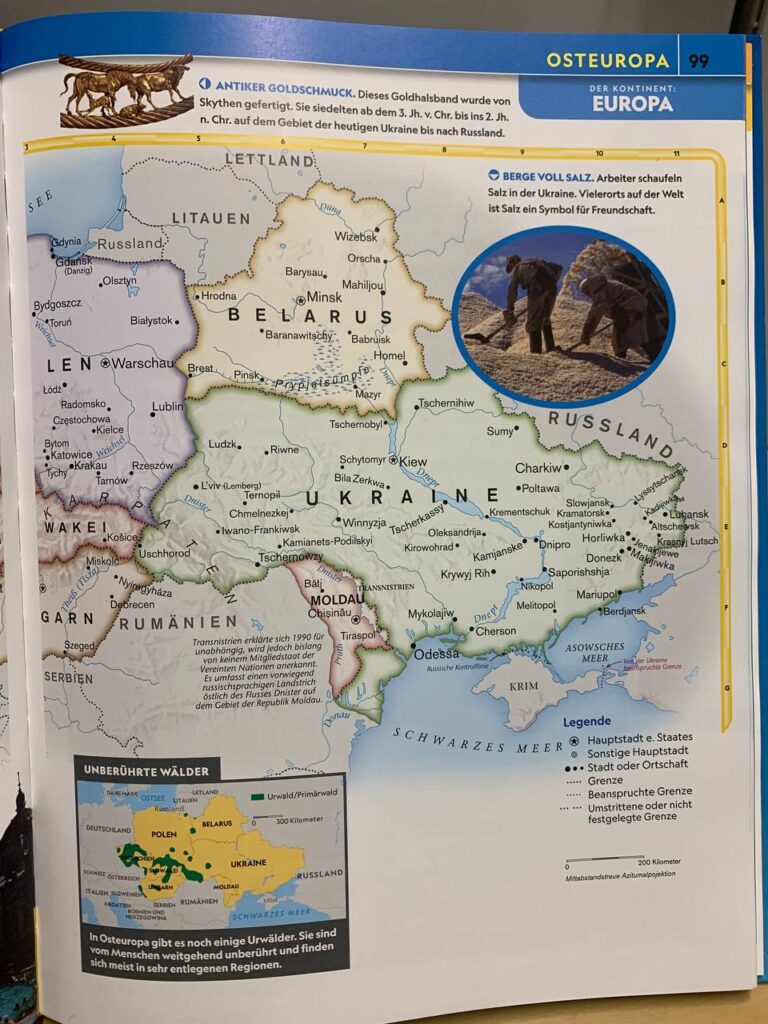 OSTEUROPA 99
DER KONTINENT:
EUROPA
ANTIKER GOLDSCHMUCK. Dieses Goldhalsband wurde von
Skythen gefertigt. Sie siedelten ab dem 3. Jh. v. Chr. bis ins 2. Jh.
n. Chr. auf dem Gebiet der heutigen Ukraine bis nach Russland.
3 4 5 6 7 8 9 10 11
BERGE VOLL SALZ. Arbeiter schaufeln
Salz in der Ukraine. Vielerorts auf der Welt
ist Salz ein Symbol für Freundschaft.
A
B
C
D
E
F
G
LETTLAND
LITAUEN
SEE
Russland
Düna
Wizebsk
Orscha
Gdynia
Gdańsk
(Danzig)
Olsztyn
Barysau
Mahiljou
Hrodna
Minsk
BELARUS
Bydgoszcz
Toruń
Weichsel
Białystok
Baranawitschy
Babruisk
Homel
LEN
Warschau
Brest
Pinsk
Prypjatsümpfe
Dnepr
Mazyr
Łódź
Radomsko
Lublin
Częstochowa
Kielce
Bytom
Katowice
Weichsel
Tychy
Krakau
Rzeszów
Tarnów
RUSSLAND
Tschernihiw
Tschernobyl
Sumy
Ludzk
Riwne
Schytomyr
Kiew
Charkiw
L'viv (Lemberg)
Bila Zerkwa
Dnepr
Poltawa
Lyssytschansk
Ternopil
UKRAINE
Dnister
Chmelnezkej
Winnyzja
Tscherkassy
Krementschuk
Slowjansk
Kadijiwka
Kramatorsk
Luhansk
Kostjantyniwka
Altschewsk
Iwano-Frankiwsk
Kamianets-Podilskyi
Oleksandrija
Horliwka
Jenakijewe
Krasnyj Lutsch
Kirowohrad
Kamjanske
Dnipro
Donezk
Makijiwka
KARPATEN
WAKEI
Košice
Uschhorod
Tschernowzy
Krywyj Rih
Saporishshja
Nikopol
Mariupol
Miskolc
Nyíregyháza
Theiß (Tisza)
Debrecen
GARN
Szeged
RUMÄNIEN
SERBIEN
Bălţ
Dnister
TRANSNISTRIEN
MOLDAU
Chişinău
Tiraspol
Pruth
Mykolajiw
Dnepr
Melitopol
Berdjansk
Cherson
Odessa
Russische Kontrolllinie
ASOWSCHES
MEER
Von der Ukraine
beanspruchte Grenze
KRIM
Donau
SCHWARZES MEER
Transnistrien erklärte sich 1990 für
unabhängig, wird jedoch bislang
von keinem Mitgliedstaat der
Vereinten Nationen anerkannt.
Es umfasst einen vorwiegend
russischsprachigen Landstrich
östlich des Flusses Dnister auf
dem Gebiet der Republik Moldau.
Legende
Hauptstadt e. Staates
Sonstige Hauptstadt
Stadt oder Ortschaft
Grenze
Beanspruchte Grenze
Umstrittene oder nicht
festgelegte Grenze
0 200 Kilometer
Mittabstandstreue Azitumalprojektion
UNBERÜHRTE WÄLDER
DÄNEMARK
OSTSEE
LETLAND
LITAUEN
Russland
Urwald/Primärwald
0 300 Kilometer
DEUTSCHLAND
POLEN
BELARUS
UKRAINE
RUSSLAND
SCHWEIZ
ÖSTERREICH
UNGARN
MOLDAU
ITALIEN
SLOWENIEN
RUMÄNIEN
KROATIEN
SERBIEN
KRIM
BOSNIEN UND
HERZEGOWINA
SCHWARZES MEER
In Osteuropa gibt es noch einige Urwälder. Sie sind
vom Menschen weitgehend unberührt und finden
sich meist in sehr entlegenen Regionen.